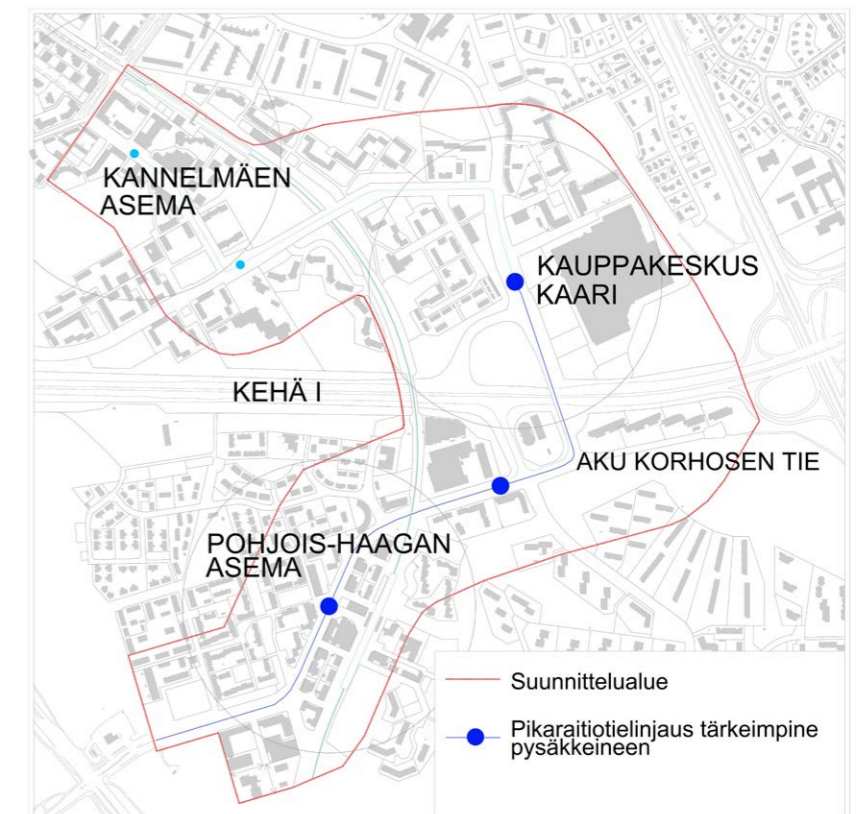 KANNELMÄEN
ASEMA
KAUPPAKESKUS
KAARI
KEHÄ I
AKU KORHOSEN TIE
POHJOIS-HAAGAN
ASEMA
Suunnittelualue
Pikaraitiotielinjaus tärkeimpine
pysäkkeineen